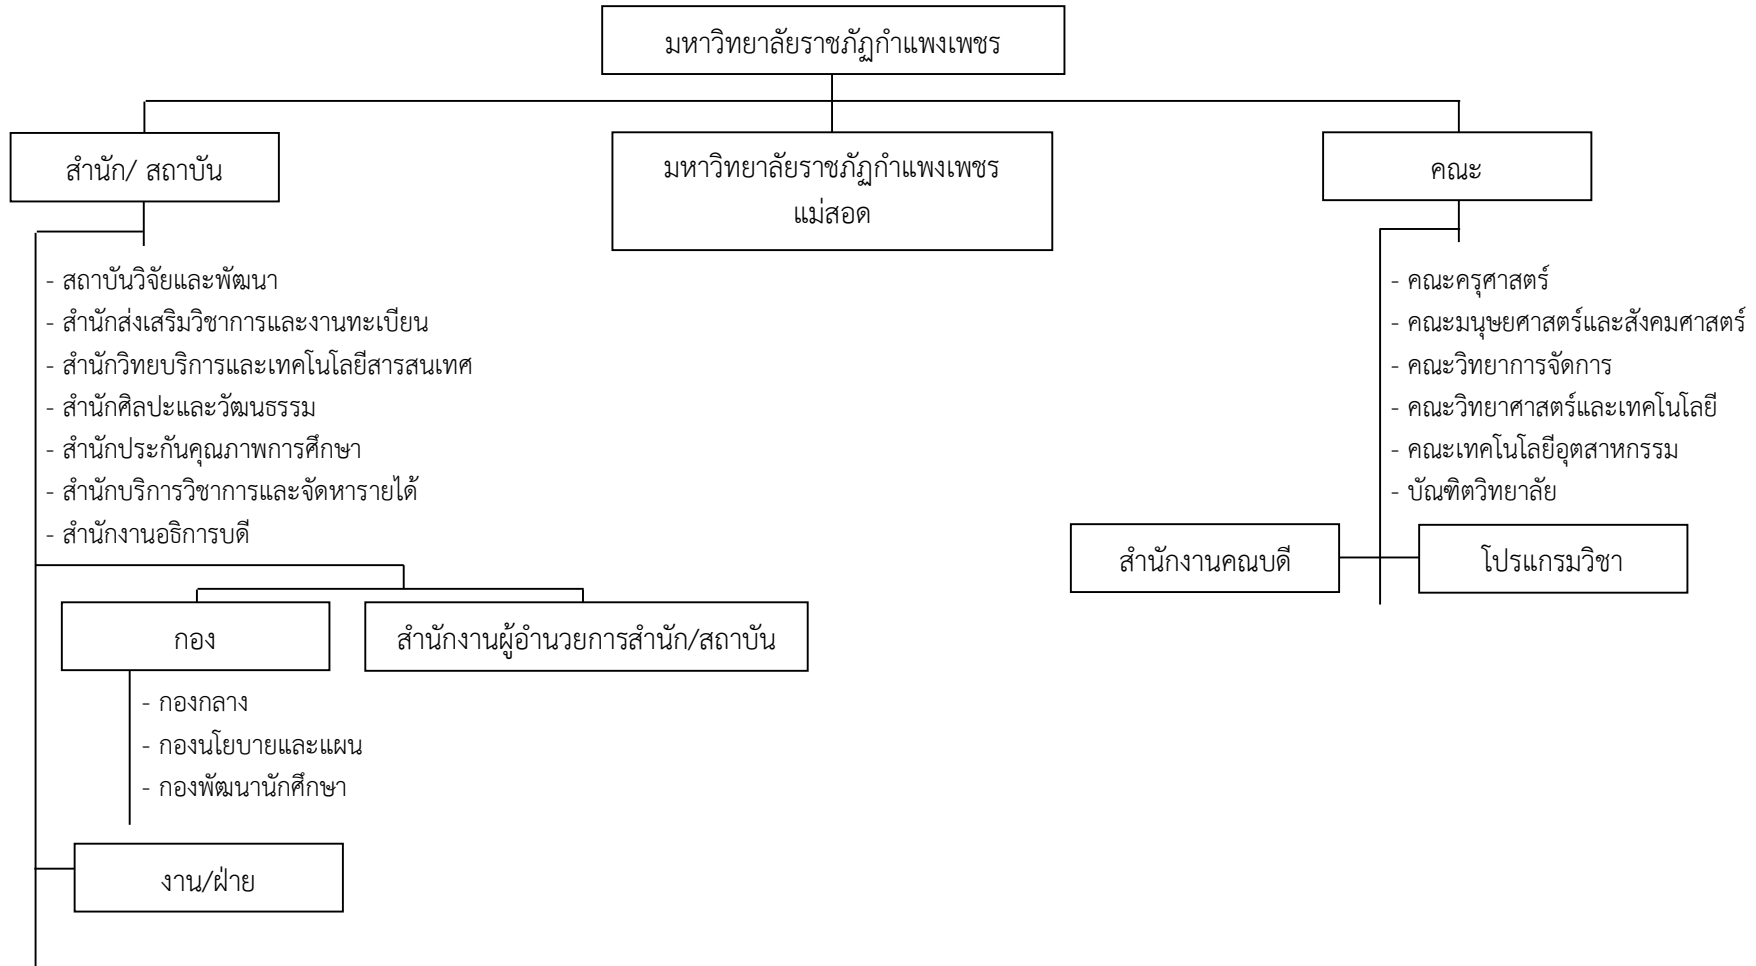 มหาวิทยาลัยราชภัฏกำแพงเพชร
สำนัก/ สถาบัน
มหาวิทยาลัยราชภัฏกำแพงเพชร
แม่สอด
คณะ
- สถาบันวิจัยและพัฒนา
- สำนักส่งเสริมวิชาการและงานทะเบียน
- สำนักวิทยบริการและเทคโนโลยีสารสนเทศ
- สำนักศิลปะและวัฒนธรรม
- สำนักประกันคุณภาพการศึกษา
- สำนักบริการวิชาการและจัดหารายได้
- สำนักงานอธิการบดี
- คณะครุศาสตร์
- คณะมนุษยศาสตร์และสังคมศาสตร์
- คณะวิทยาการจัดการ
- คณะวิทยาศาสตร์และเทคโนโลยี
- คณะเทคโนโลยีอุตสาหกรรม
- บัณฑิตวิทยาลัย
สำนักงานคณบดี
โปรแกรมวิชา
กอง
สำนักงานผู้อำนวยการสำนัก/สถาบัน
- กองกลาง
- กองนโยบายและแผน
- กองพัฒนานักศึกษา
งาน/ฝ่าย